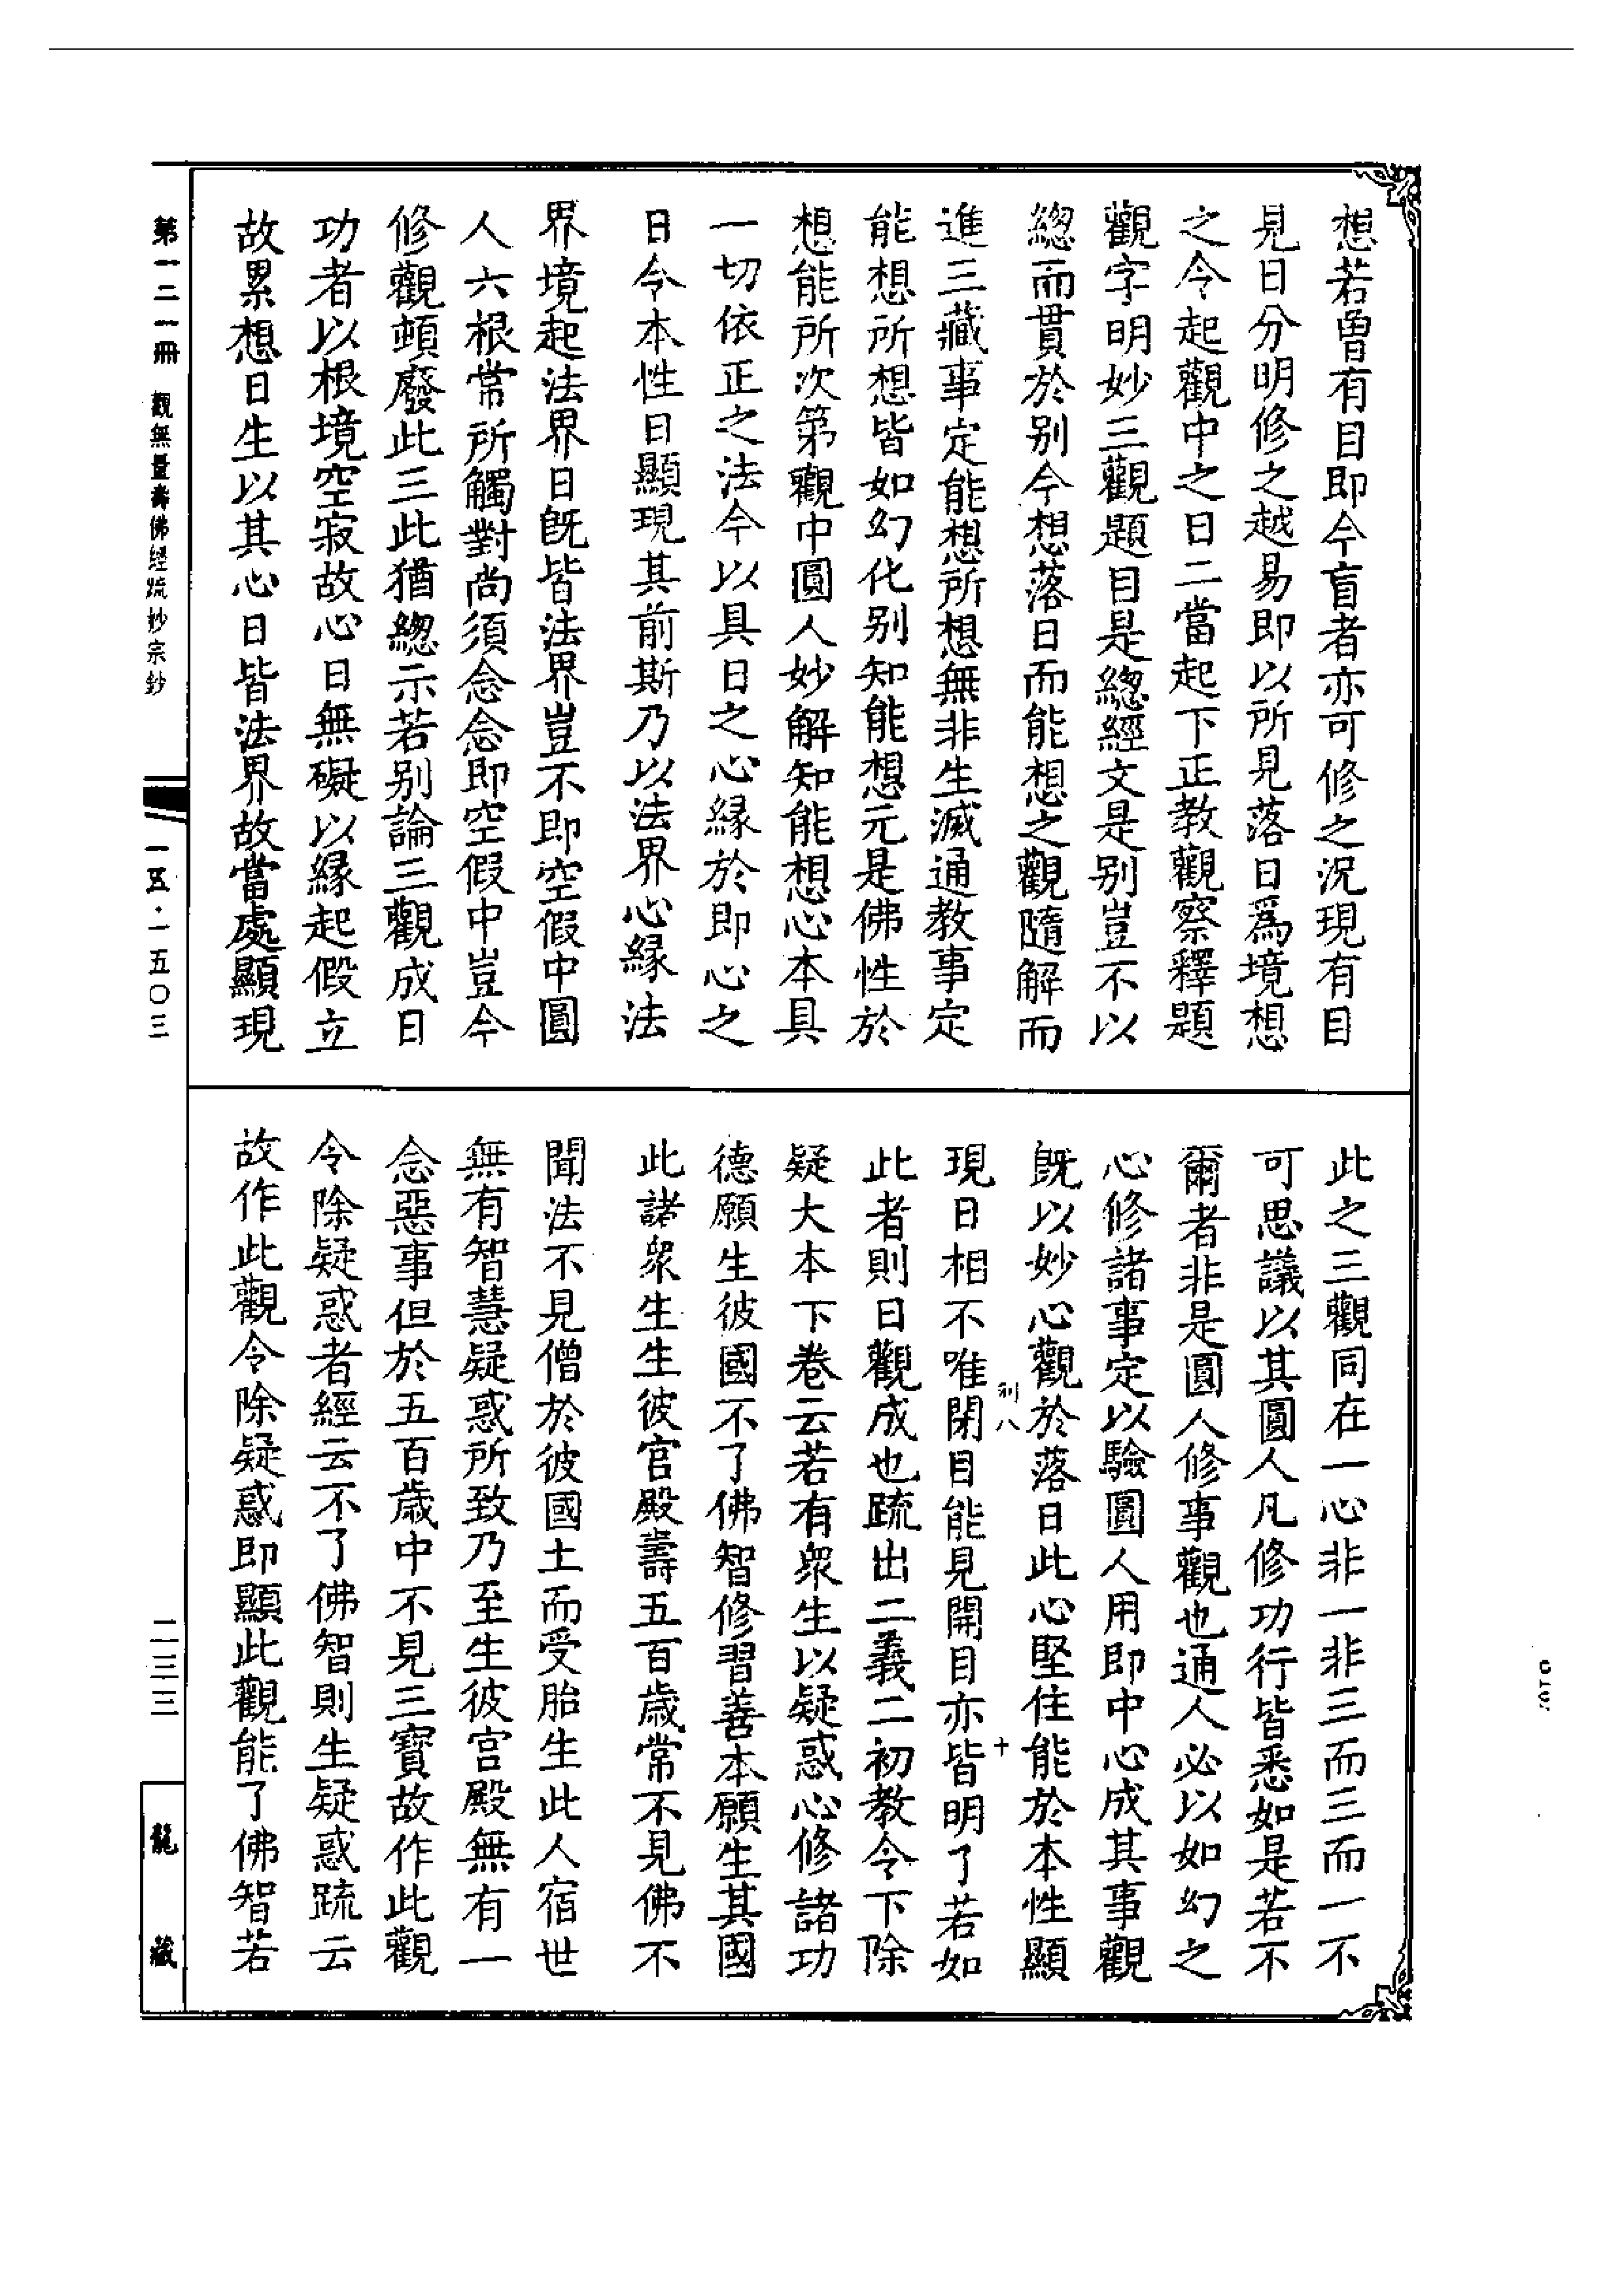 想若曽有目即今盲者亦可修之況現有目
見日分明修之越易即以所見落日爲境想
之令起觀中之日二當起下正教觀察釋題
觀字明妙三觀題目是緫經文是别豈不以
緫而貫於别今想落日而能想之觀隨解而
進三藏事定能想所想無非生滅通教事定
能想所想皆如幻化别知能想元是佛性於
想能所次第觀中圓人妙解知能想心本具
一切依正之法今以具日之心緣於即心之
日令本性日顯現其前斯乃以法界心緣法
界境起法界日旣皆法界豈不即空假中圓
人六根常所觸對尚須念念即空假中豈今
修觀頓廢此三此猶緫示若别論三觀成日
功者以根境空寂故心日無礙以緣起假立
故累想日生以其心日皆法界故當處顯現
此之三觀同在一心非一非三而三而一不
可思議以其圓人凡修功行皆悉如是若不
爾者非是圓人修事觀也通人必以如幻之
心修諸事定以驗圓人用即中心成其事觀
旣以妙心觀於落日此心堅住能於本性顯
現日相不唯閉目能見開目亦皆明了若如
此者則日觀成也䟽出二義二初教令下除
疑大本下卷云若有衆生以疑惑心修諸功
德願生彼國不了佛智修習善本願生其國
此諸衆生生彼宫殿壽五百歲常不見佛不
聞法不見僧於彼國土而受胎生此人宿世
無有智慧疑惑所致乃至生彼宫殿無有一
念惡事但於五百歲中不見三寶故作此觀
令除疑惑者經云不了佛智則生疑惑䟽云
故作此觀令除疑惑即顯此觀能了佛智若
八
十
第一二一冊
觀無量壽佛經疏妙宗鈔
一五·一五〇三
二三三
龍藏